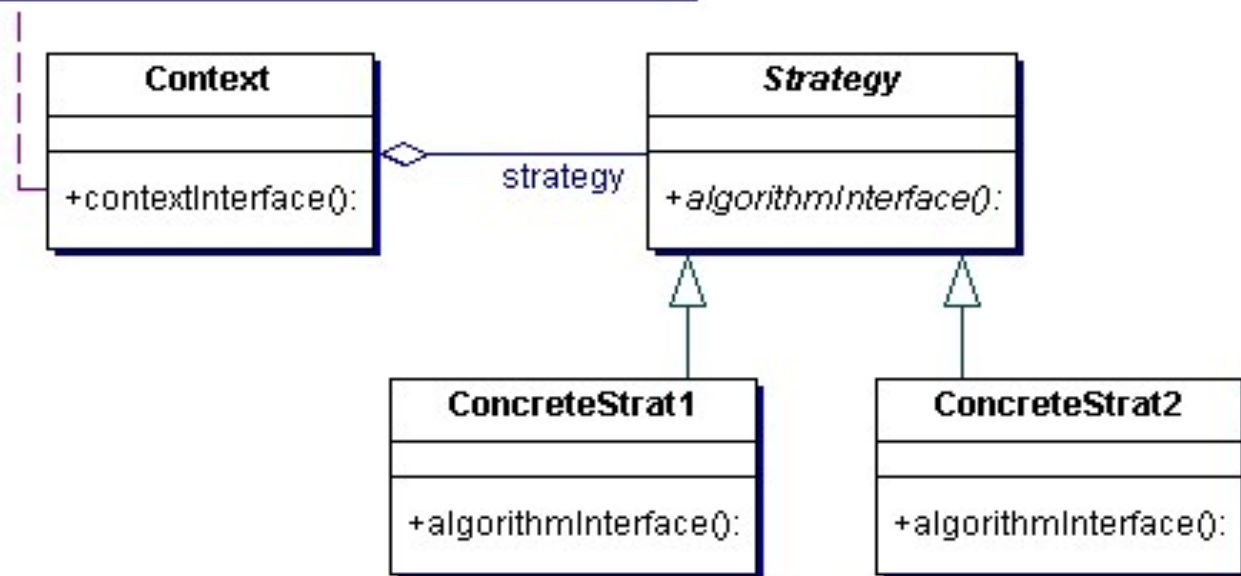 Context
+contextInterface():
strategy
Strategy
+algorithmInterface():
ConcreteStrat1
+algorithmInterface():
ConcreteStrat2
+algorithmInterface():